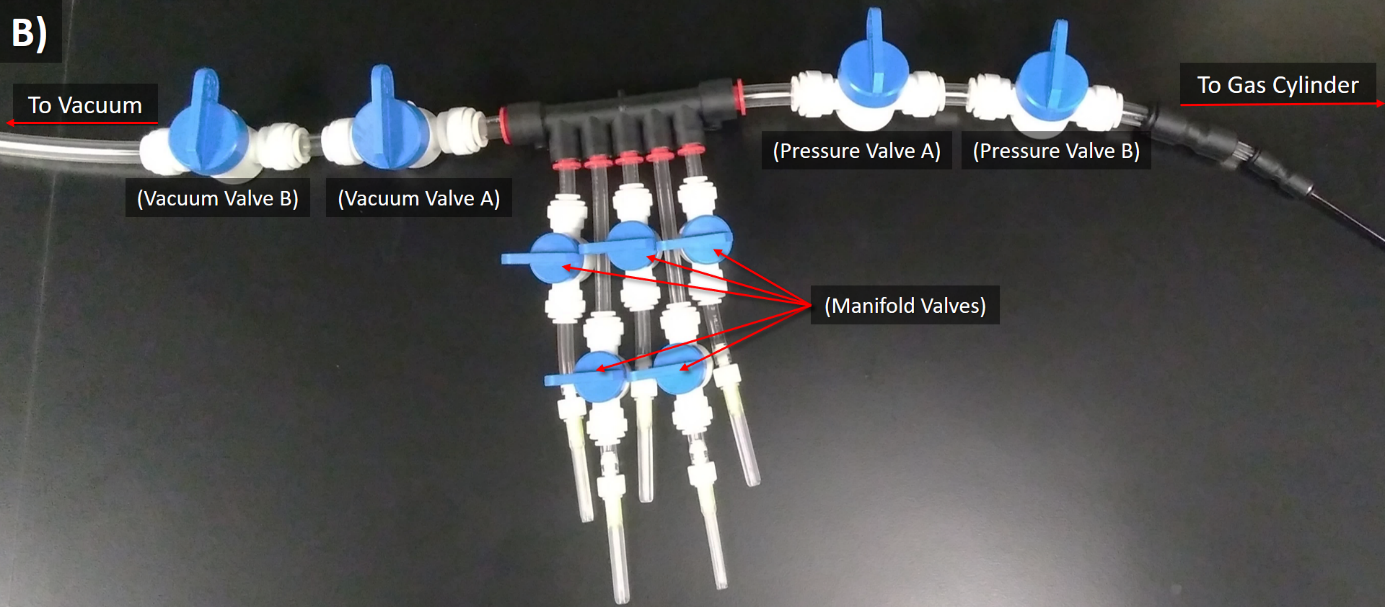 B)
To Vacuum
To Gas Cylinder
(Vacuum Valve B)
(Vacuum Valve A)
(Pressure Valve A)
(Pressure Valve B)
(Manifold Valves)